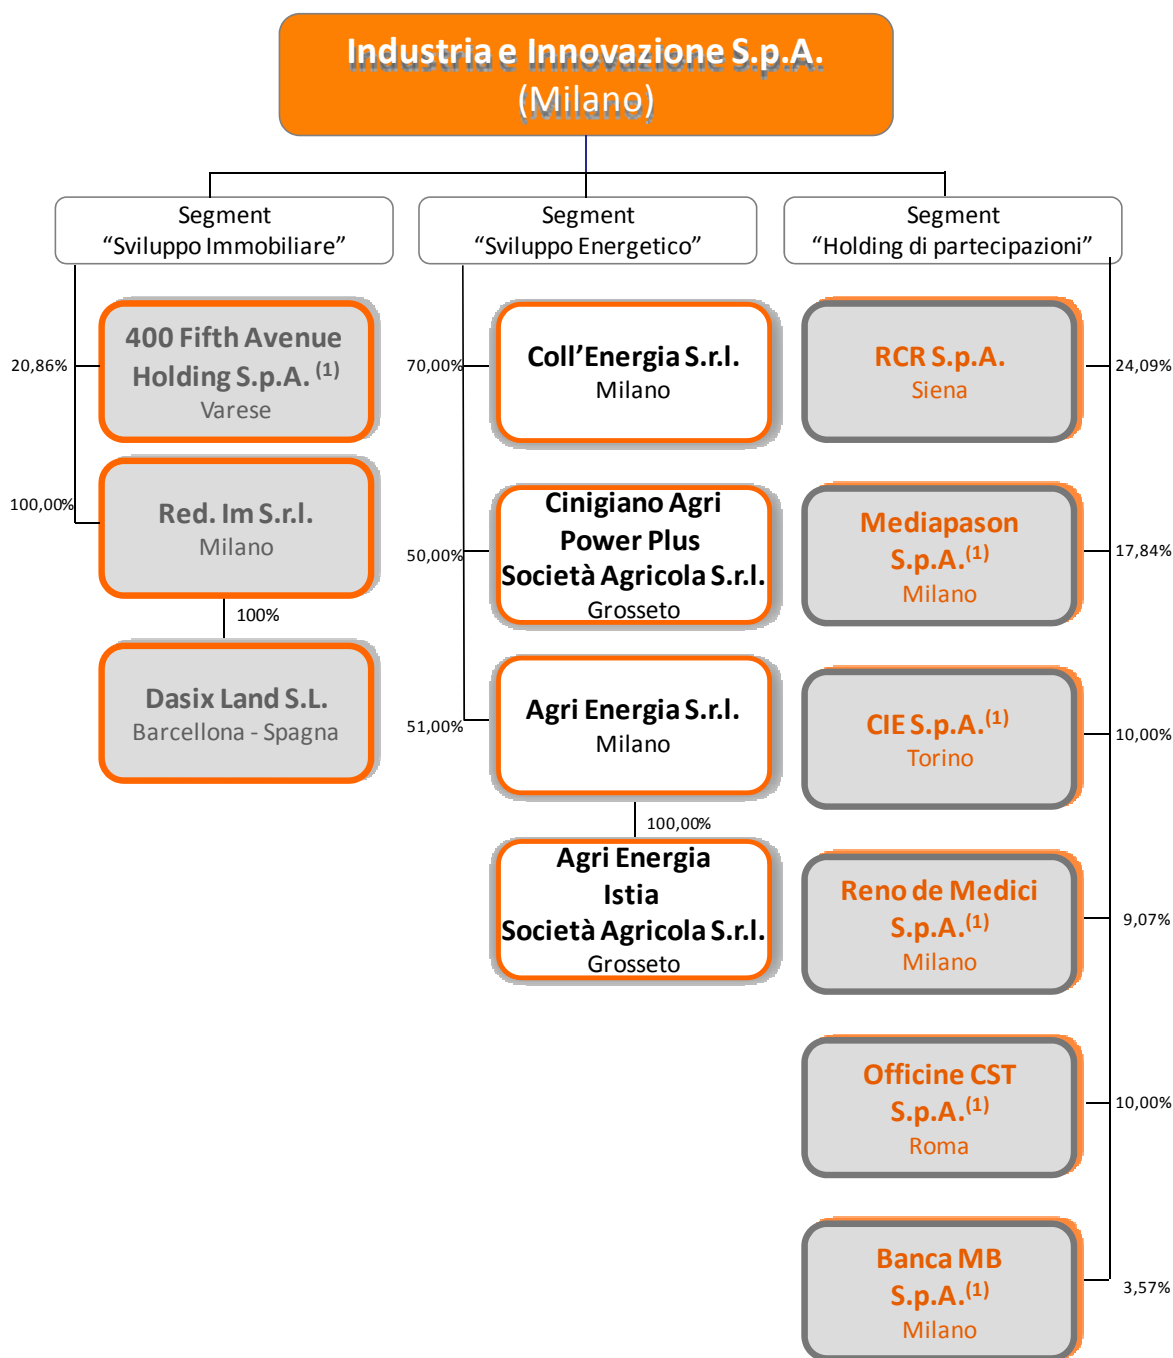 Industria e Innovazione S.p.A.
(Milano)
Segment
“Sviluppo Immobiliare”
20,86%
400 Fifth Avenue
Holding S.p.A. (1)
Varese
100,00%
Red. Im S.r.l.
Milano
100%
Dasix Land S.L.
Barcellona - Spagna
Segment
“Sviluppo Energetico”
70,00%
Coll’Energia S.r.l.
Milano
50,00%
Cinigiano Agri
Power Plus
Società Agricola S.r.l.
Grosseto
51,00%
Agri Energia S.r.l.
Milano
100,00%
Agri Energia
Istia
Società Agricola S.r.l.
Grosseto
Segment
“Holding di partecipazioni”
RCR S.p.A.
Siena
24,09%
Mediapason
S.p.A.(1)
Milano
17,84%
CIE S.p.A.(1)
Torino
10,00%
Reno de Medici
S.p.A.(1)
Milano
9,07%
Officine CST
S.p.A.(1)
Roma
10,00%
Banca MB
S.p.A.(1)
Milano
3,57%